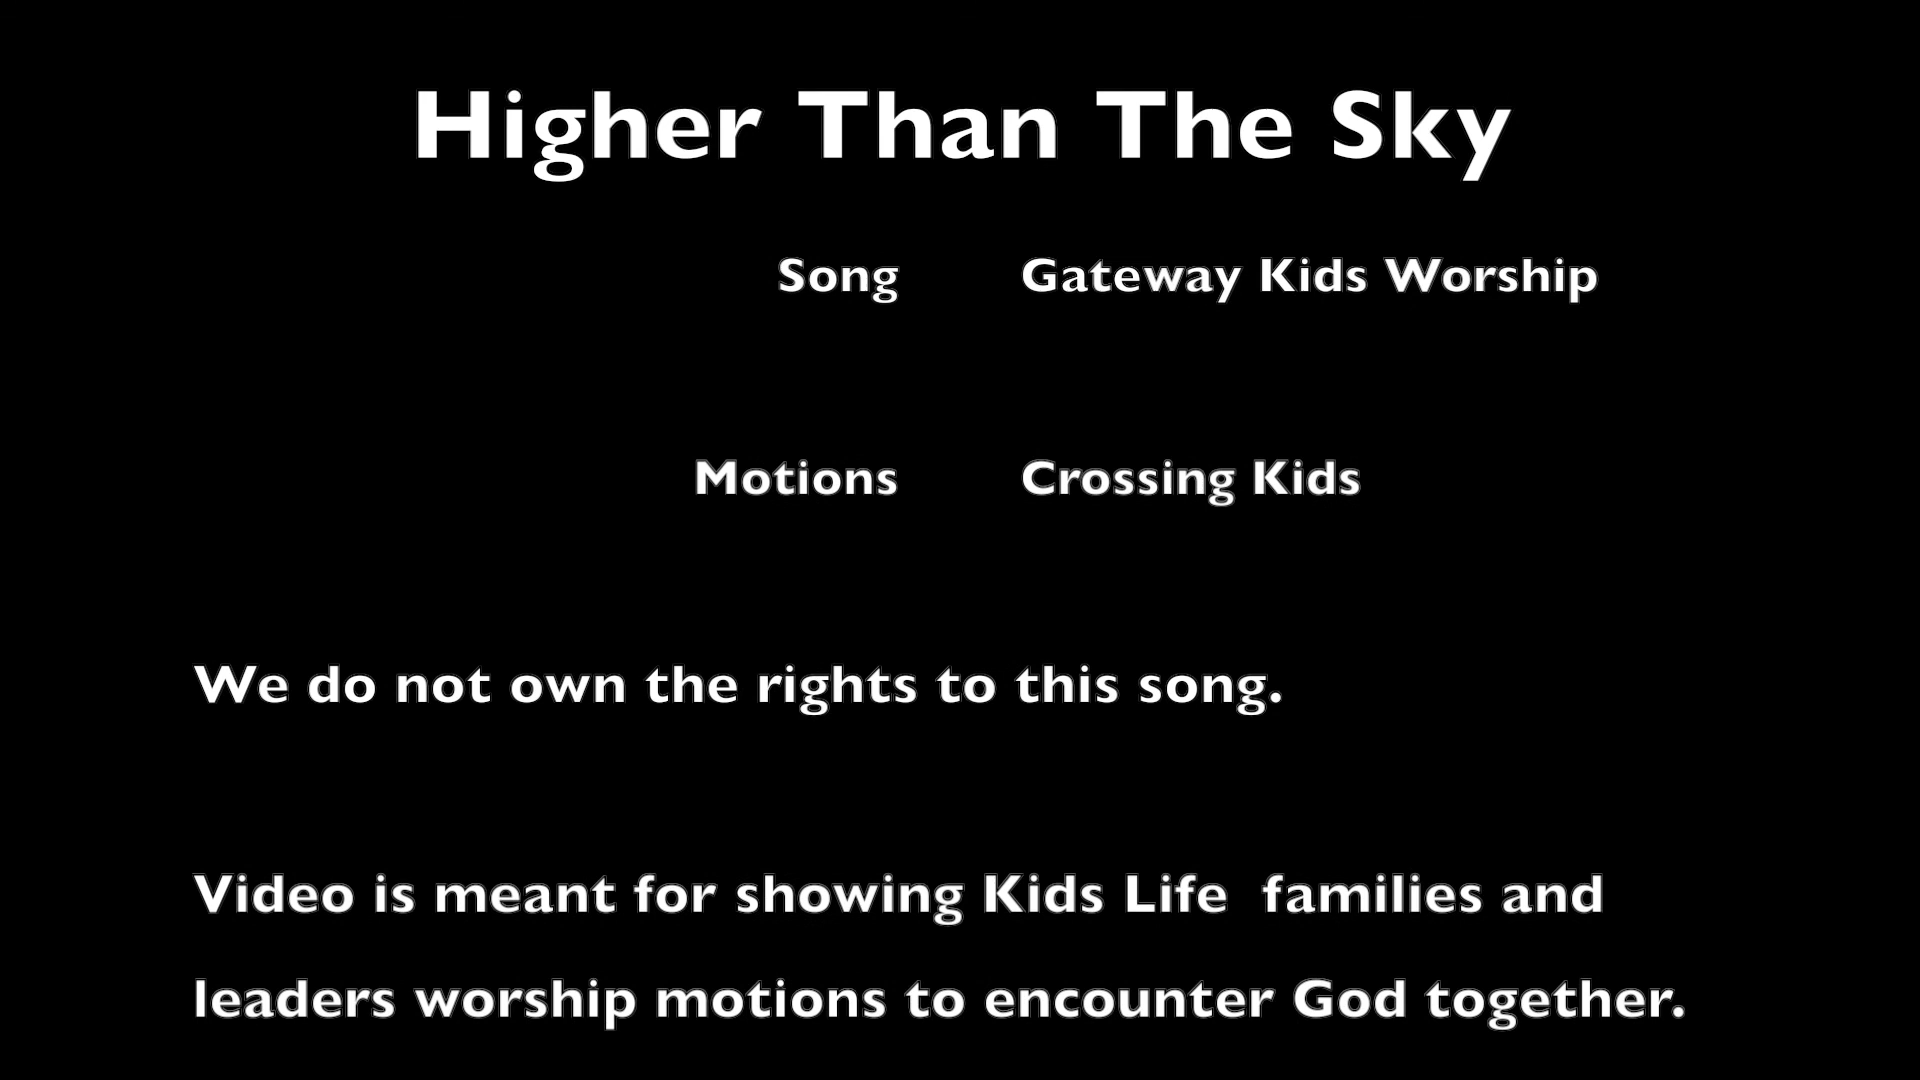 Higher Than The Sky
Song Gateway Kids Worship
Motions Crossing Kids
We do not own the rights to this song.
Video is meant for showing Kids Life  families and
leaders worship motions to encounter God together.